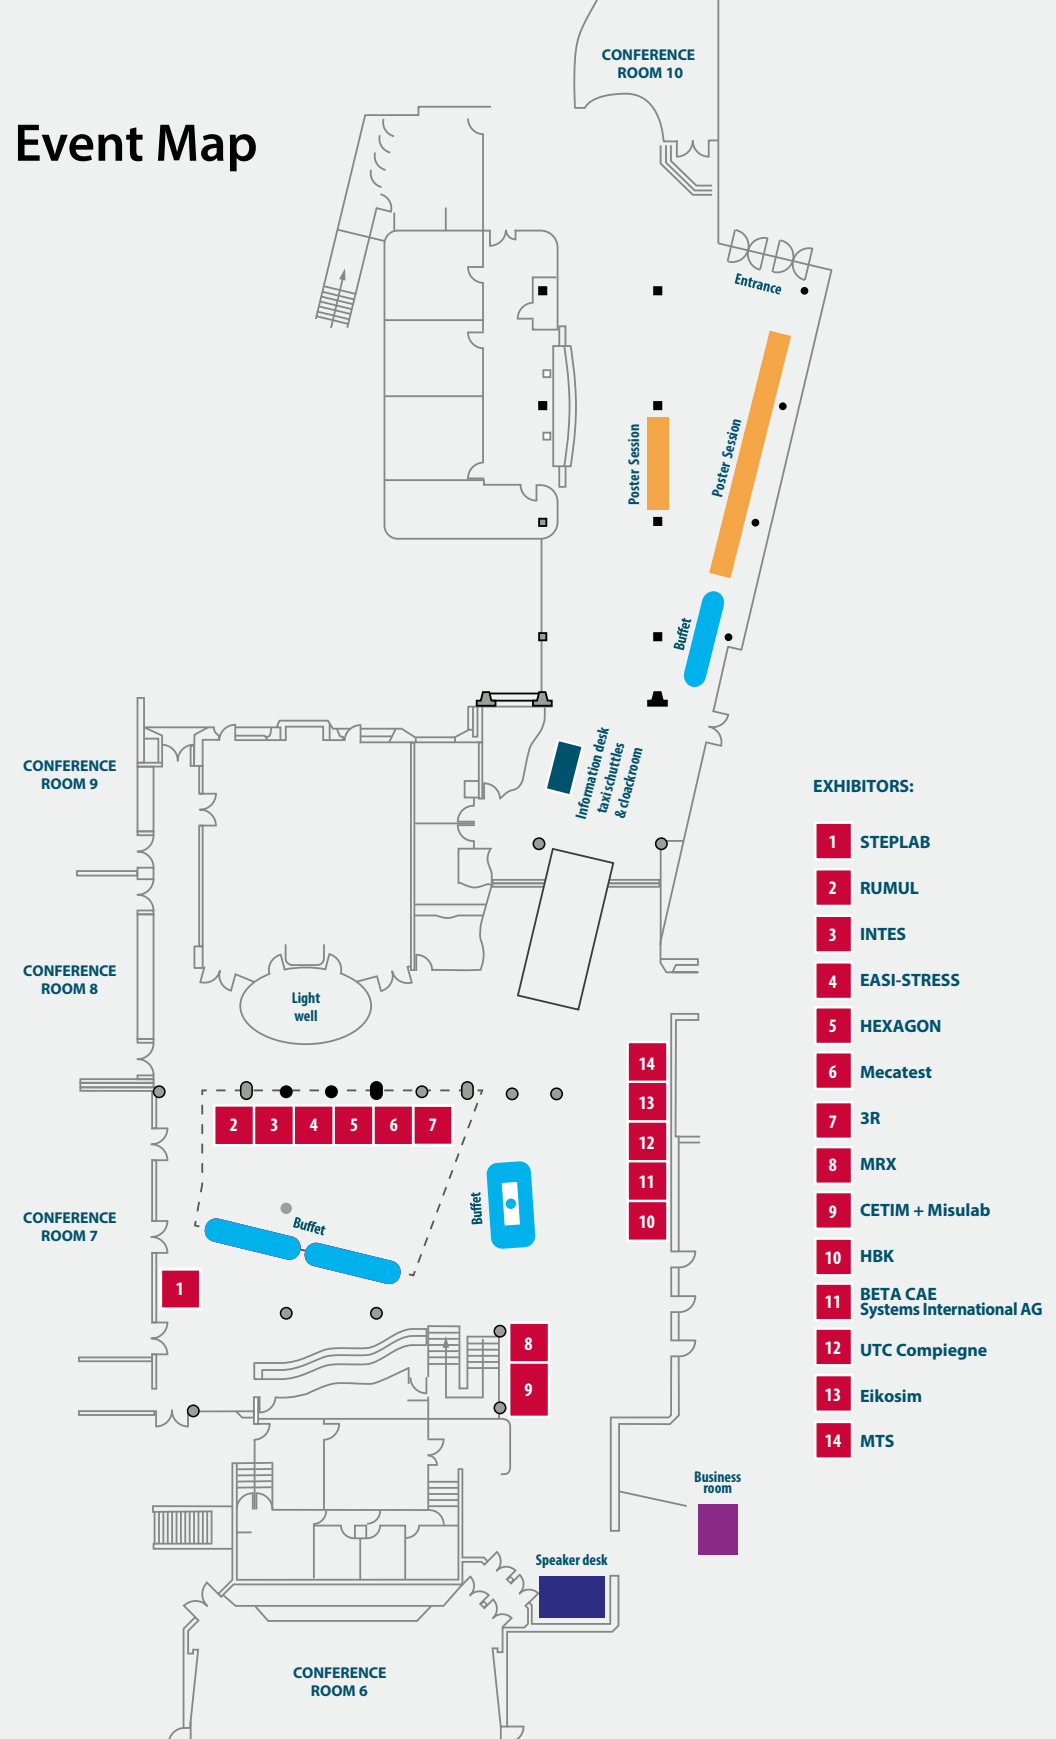 CONFERENCE
ROOM 10
Event Map
Entrance
Poster Session
Poster Session
Buffet
Information desk
taxi schuttles
& cloackroom
CONFERENCE
ROOM 9
EXHIBITORS:
1 STEPLAB
2 RUMUL
3 INTES
4 EASI-STRESS
5 HEXAGON
6 Mecatest
7 3R
8 MRX
9 CETIM + Misulab
10 HBK
11 BETA CAE
Systems International AG
12 UTC Compiegne
13 Eikosim
14 MTS
CONFERENCE
ROOM 8
Light
well
14
13
12
11
10
2 3 4 5 6 7
Buffet
Buffet
CONFERENCE
ROOM 7
1
8
9
Business
room
Speaker desk
CONFERENCE
ROOM 6